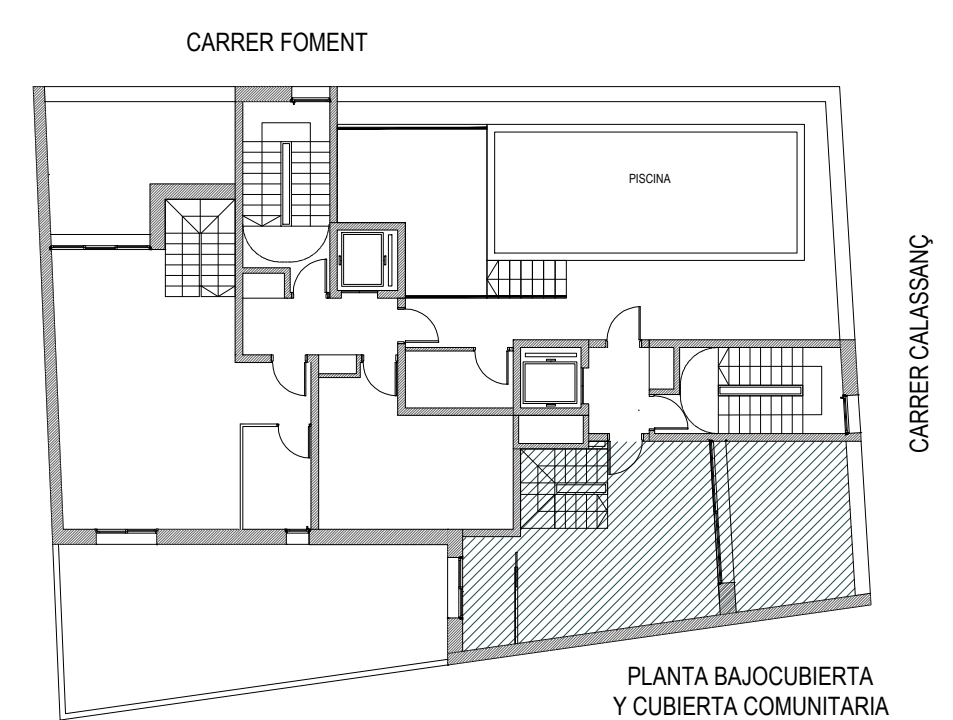 CARRER FOMENT
PISCINA
CARRER CALASSANÇ
PLANTA BAJOCUBIERTA
Y CUBIERTA COMUNITARIA